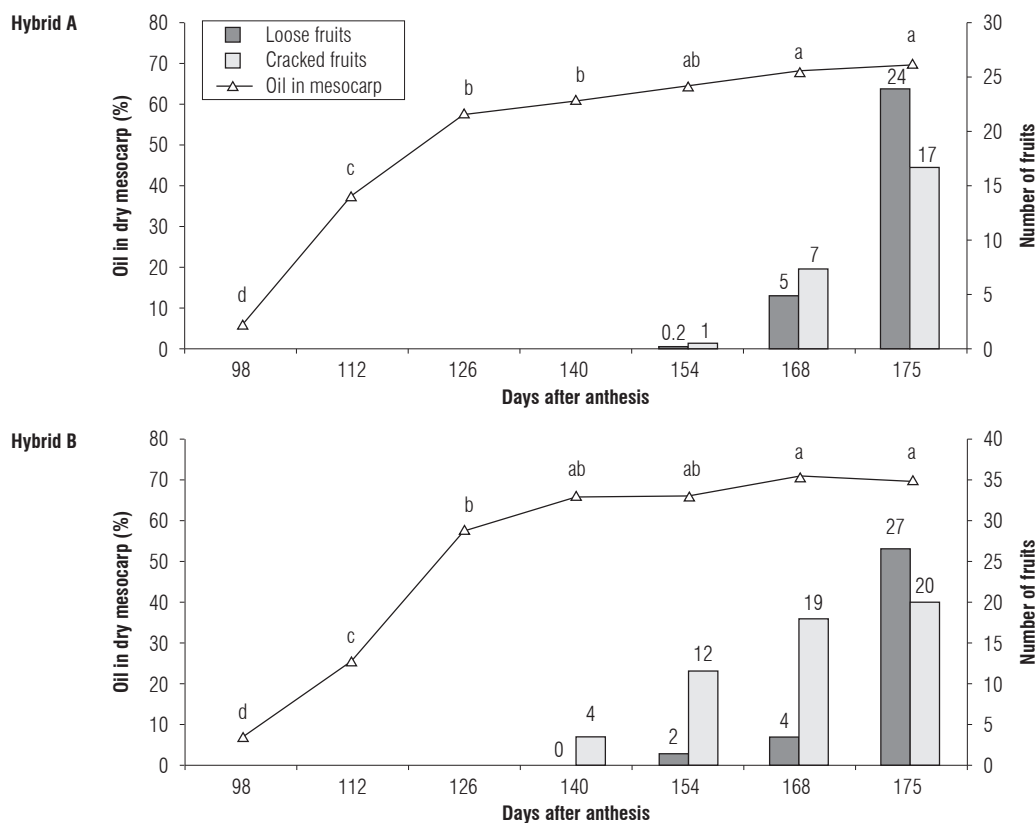 Hybrid A
Loose fruits
Cracked fruits
Oil in mesocarp
Oil in dry mesocarp (%)
80
70
60
50
40
30
20
10
0
Number of fruits
30
25
20
15
10
5
0
d
c
b
b
ab
a
a
0.2
1
5
7
24
17
98 112 126 140 154 168 175
Days after anthesis
Hybrid B
Oil in dry mesocarp (%)
80
70
60
50
40
30
20
10
0
Number of fruits
40
35
30
25
20
15
10
5
0
d
c
b
ab
ab
a
a
0
4
2
12
4
19
27
20
98 112 126 140 154 168 175
Days after anthesis